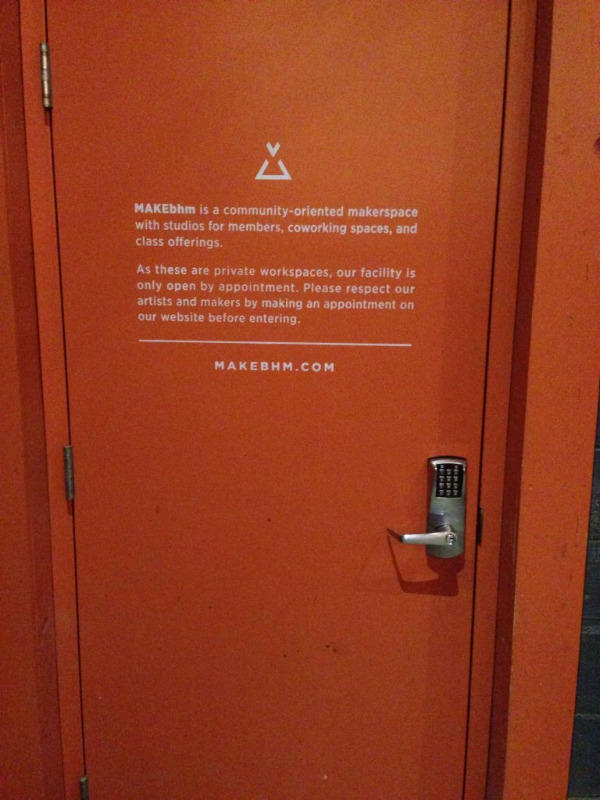 MAKEbhm is a community-oriented makerspace
with studios for members, coworking spaces, and
class offerings.
As these are private workspaces, our facility is
only open by appointment. Please respect our
artists and makers by making an appointment on
our website before entering.
MAKEBHM.COM